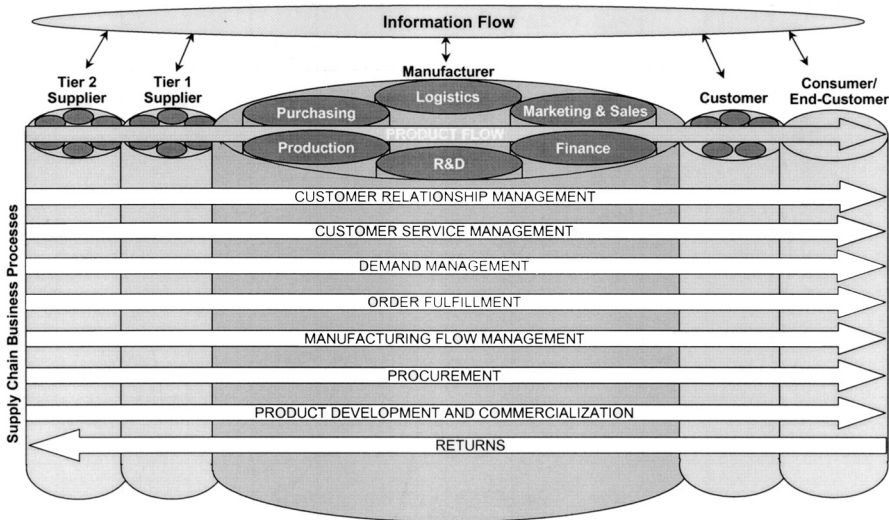 Information Flow
Tier 2
Supplier
Tier 1
Supplier
Manufacturer
Customer
Consumer/
End-Customer
Logistics
Purchasing
Marketing & Sales
PRODUCT FLOW
Production
R&D
Finance
Supply Chain Business Processes
CUSTOMER RELATIONSHIP MANAGEMENT
CUSTOMER SERVICE MANAGEMENT
DEMAND MANAGEMENT
ORDER FULFILLMENT
MANUFACTURING FLOW MANAGEMENT
PROCUREMENT
PRODUCT DEVELOPMENT AND COMMERCIALIZATION
RETURNS